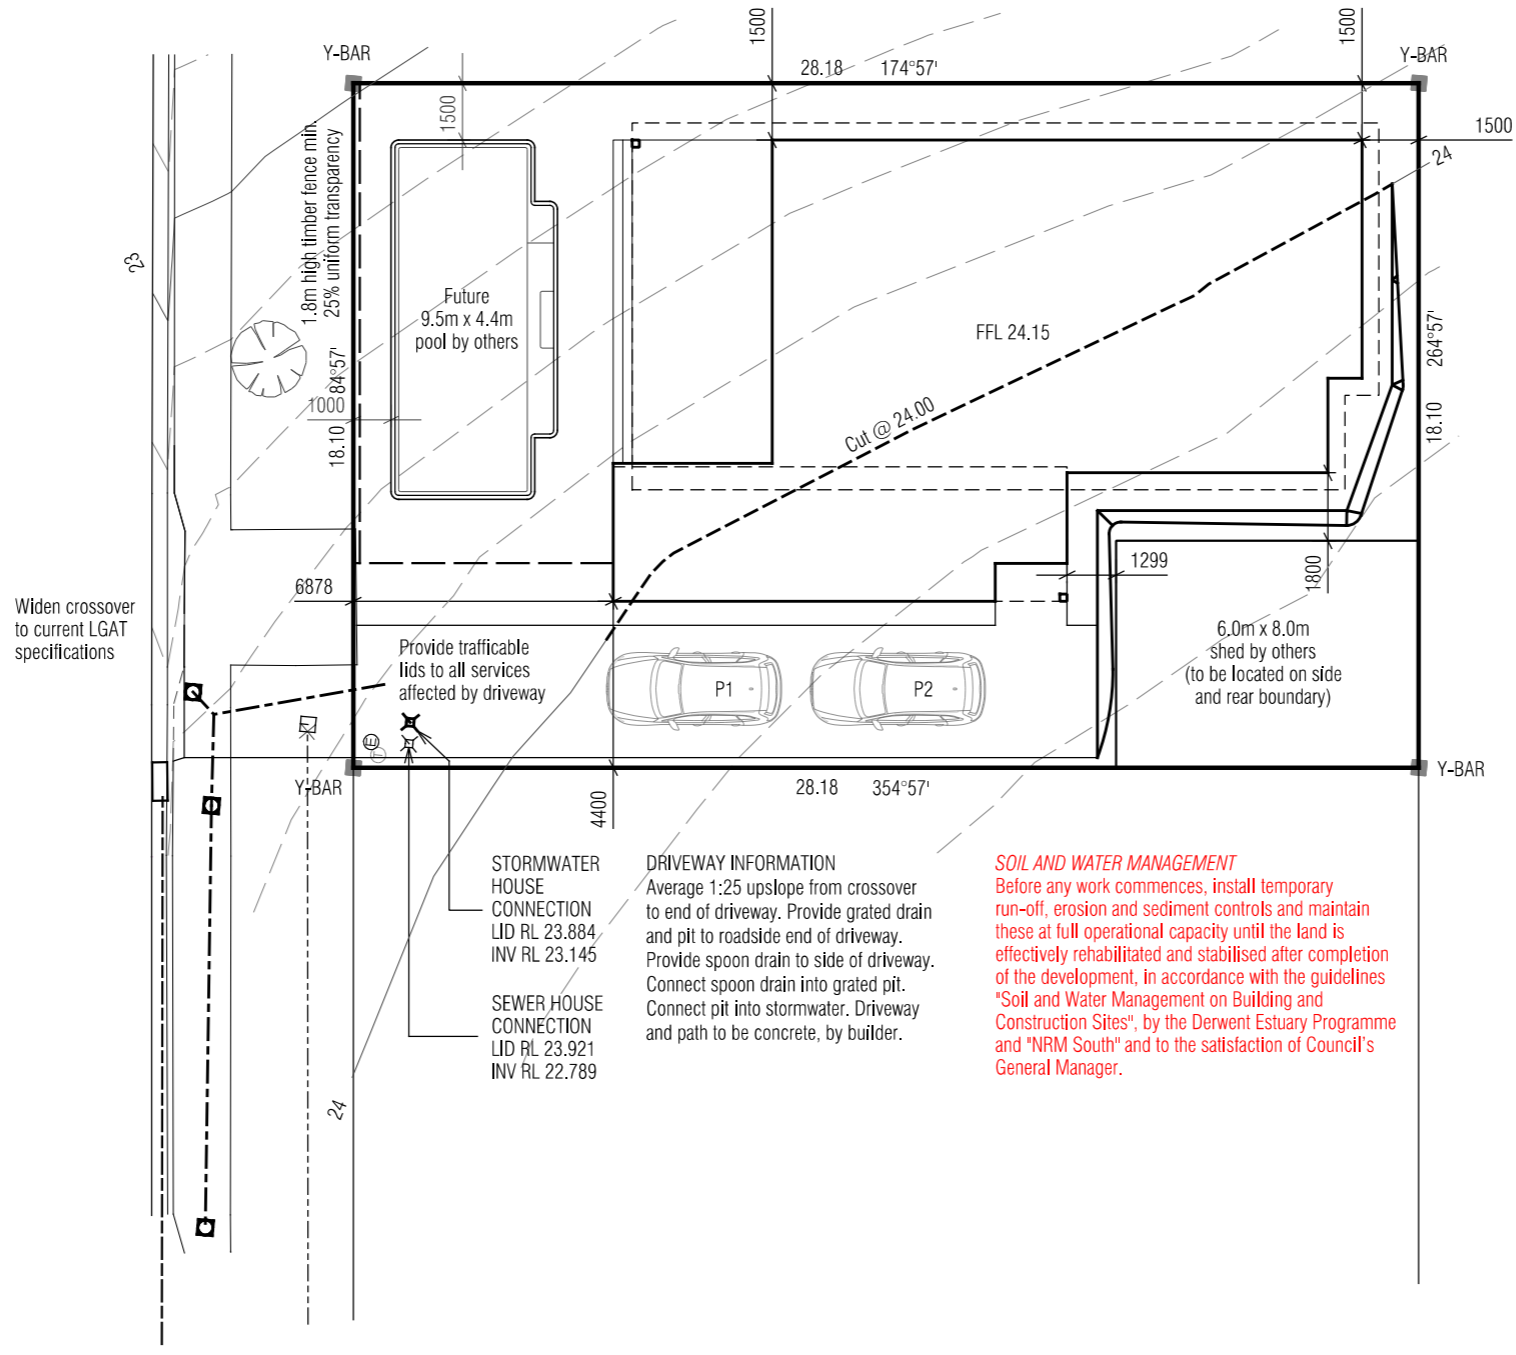 Y-BAR
1500
28.18 174°57'
1500
Y-BAR
1500
1500
24
23
1.8m high timber fence min.
25% uniform transparency
Future
9.5m x 4.4m
pool by others
FFL 24.15
264°57'
18.10
84°57'
18.10
1000
Cut @ 24.00
6878
1299
1800
Widen crossover
to current LGAT
specifications
Provide trafficable
lids to all services
affected by driveway
P1
P2
6.0m x 8.0m
shed by others
(to be located on side
and rear boundary)
E
T
Y-BAR
28.18 354°57'
Y-BAR
4400
STORMWATER
HOUSE
CONNECTION
LID RL 23.884
INV RL 23.145
SEWER HOUSE
CONNECTION
LID RL 23.921
INV RL 22.789
24
DRIVEWAY INFORMATION
Average 1:25 upslope from crossover
to end of driveway. Provide grated drain
and pit to roadside end of driveway.
Provide spoon drain to side of driveway.
Connect spoon drain into grated pit.
Connect pit into stormwater. Driveway
and path to be concrete, by builder.
SOIL AND WATER MANAGEMENT
Before any work commences, install temporary
run-off, erosion and sediment controls and maintain
these at full operational capacity until the land is
effectively rehabilitated and stabilised after completion
of the development, in accordance with the guidelines
"Soil and Water Management on Building and
Construction Sites", by the Derwent Estuary Programme
and "NRM South" and to the satisfaction of Council's
General Manager.